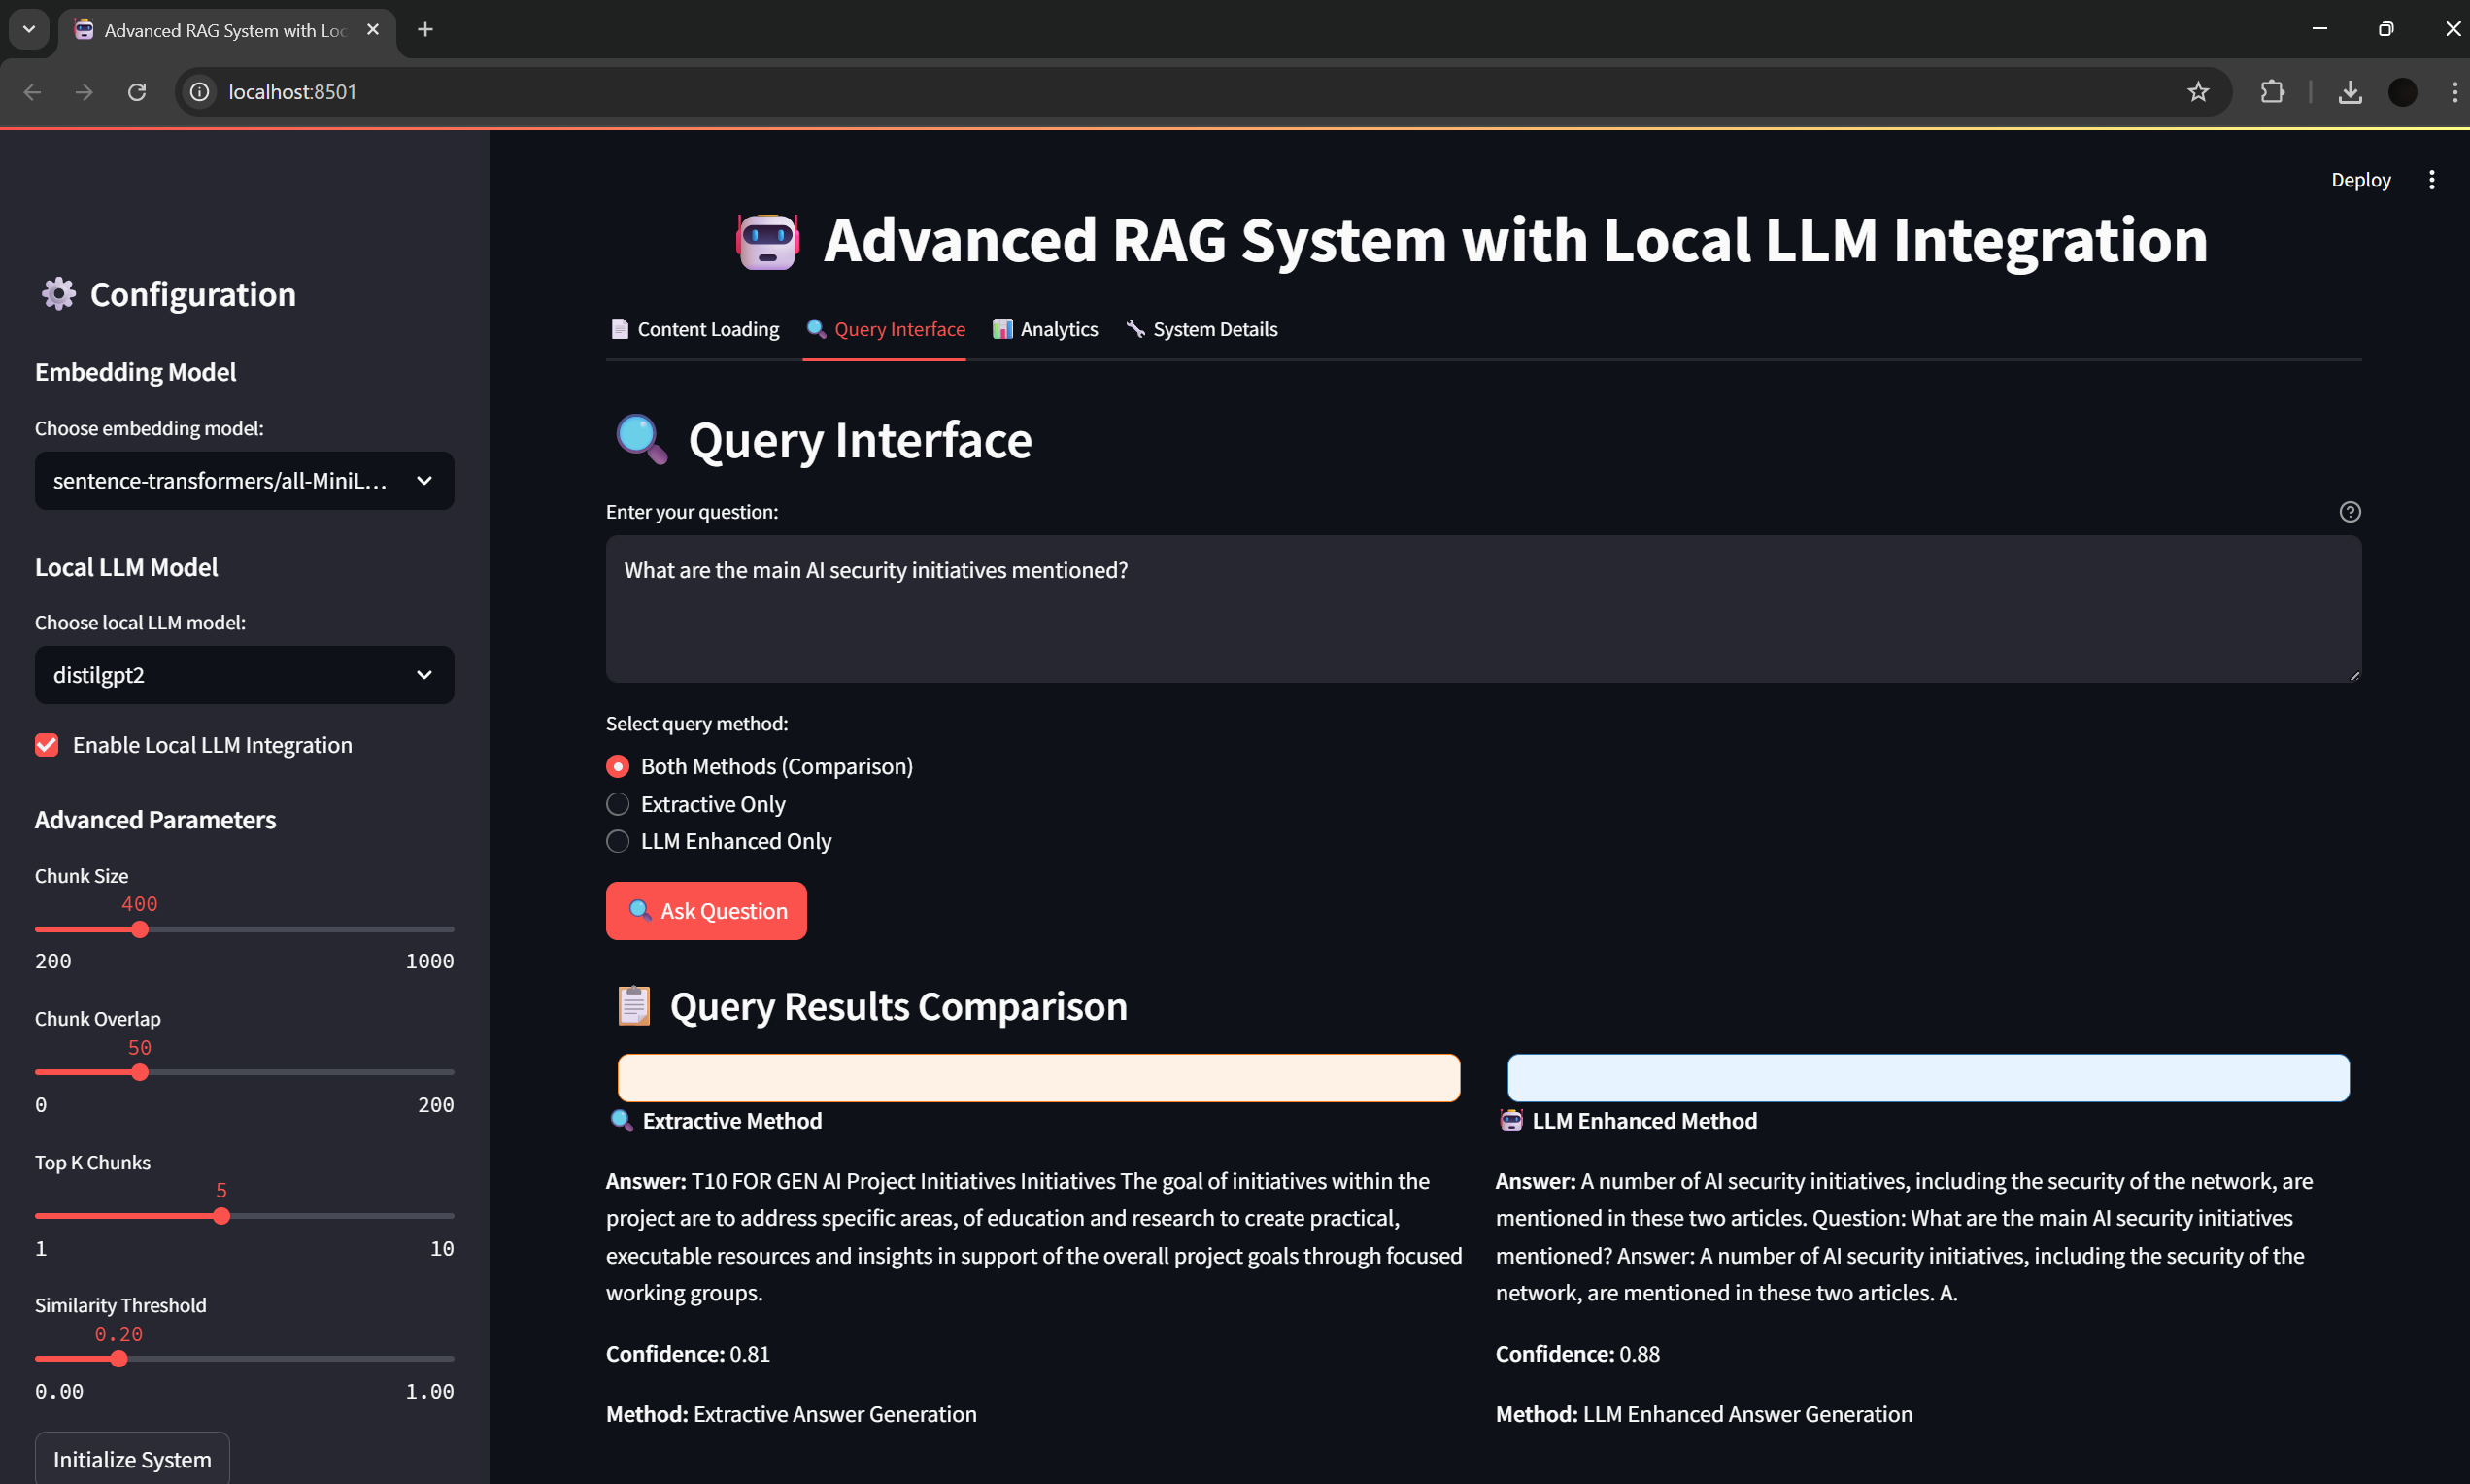 Advanced RAG System with Loc
localhost:8501
Deploy
Configuration
Embedding Model
Choose embedding model:
sentence-transformers/all-MiniL...
Local LLM Model
Choose local LLM model:
distilgpt2
Enable Local LLM Integration
Advanced Parameters
Chunk Size
400
200 1000
Chunk Overlap
50
0 200
Top K Chunks
5
1 10
Similarity Threshold
0.20
0.00 1.00
Initialize System
Advanced RAG System with Local LLM Integration
Content Loading Query Interface Analytics System Details
Query Interface
Enter your question:
What are the main AI security initiatives mentioned?
Select query method:
Both Methods (Comparison)
Extractive Only
LLM Enhanced Only
Ask Question
Query Results Comparison
Extractive Method
Answer: T10 FOR GEN AI Project Initiatives Initiatives The goal of initiatives within the
project are to address specific areas, of education and research to create practical,
executable resources and insights in support of the overall project goals through focused
working groups.
Confidence: 0.81
Method: Extractive Answer Generation
LLM Enhanced Method
Answer: A number of AI security initiatives, including the security of the network, are
mentioned in these two articles. Question: What are the main AI security initiatives
mentioned? Answer: A number of AI security initiatives, including the security of the
network, are mentioned in these two articles. A.
Confidence: 0.88
Method: LLM Enhanced Answer Generation